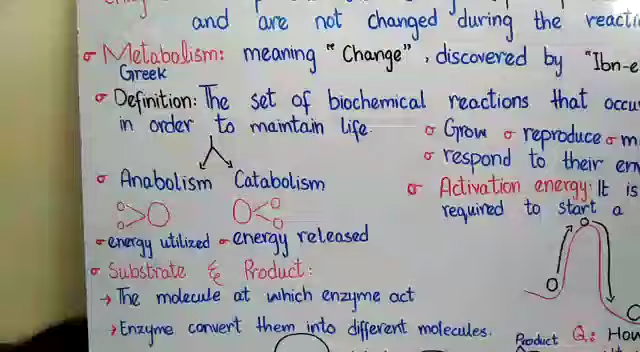 and are not changed during the
Metabolism: meaning "Change", discovered by "Ibn-e
Greek
Definition: The set of biochemical reactions that
in order to maintain life
Grow reproduce
respond to their
Anabolism Catabolism
Activation energy: It is
required to start a
energy utilized energy released
Substrate & Product:
→ The molecule at which enzyme act
→ Enzyme convert them into different molecules.
Product Q: How